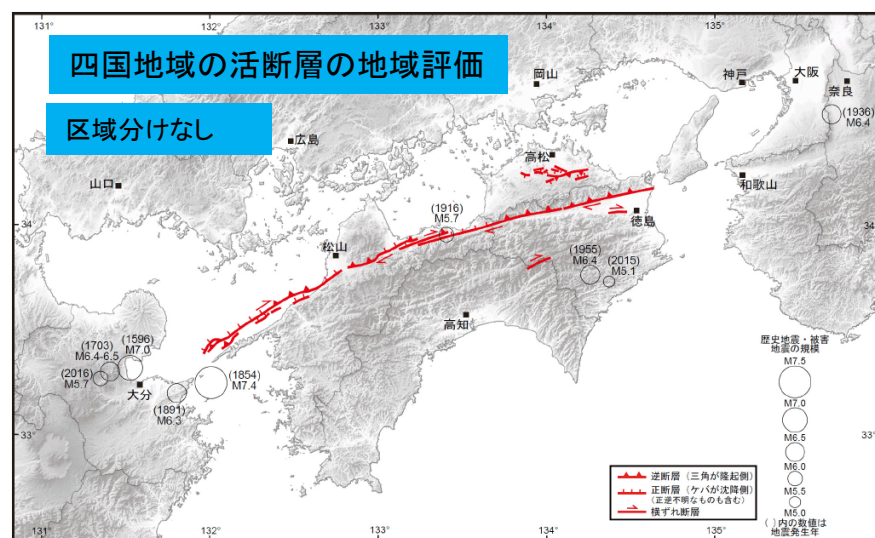 131°
132°
133°
134°
135°
四国地域の活断層の地域評価
区域分けなし
岡山
神戸
大阪
奈良
(1936)
M6.4
広島
高松
山口
和歌山
34
(1916)
M5.7
徳島
34
松山
(1955)
M6.4
(2015)
M5.1
高知
(1703)
M6.4-6.5
(1596)
M7.0
(2016)
M5.7
大分
(1854)
M7.4
(1891)
M6.3
歴史地震・被害
地震の規模
M7.5
M7.0
M6.5
M6.0
M5.5
M5.0
( )内の数値は
地震発生年
33°
33°
逆断層（三角が隆起側）
正断層（ケバが沈降側）
（正逆不明なものも含む）
横ずれ断層
131°
132°
133°
134°
135°